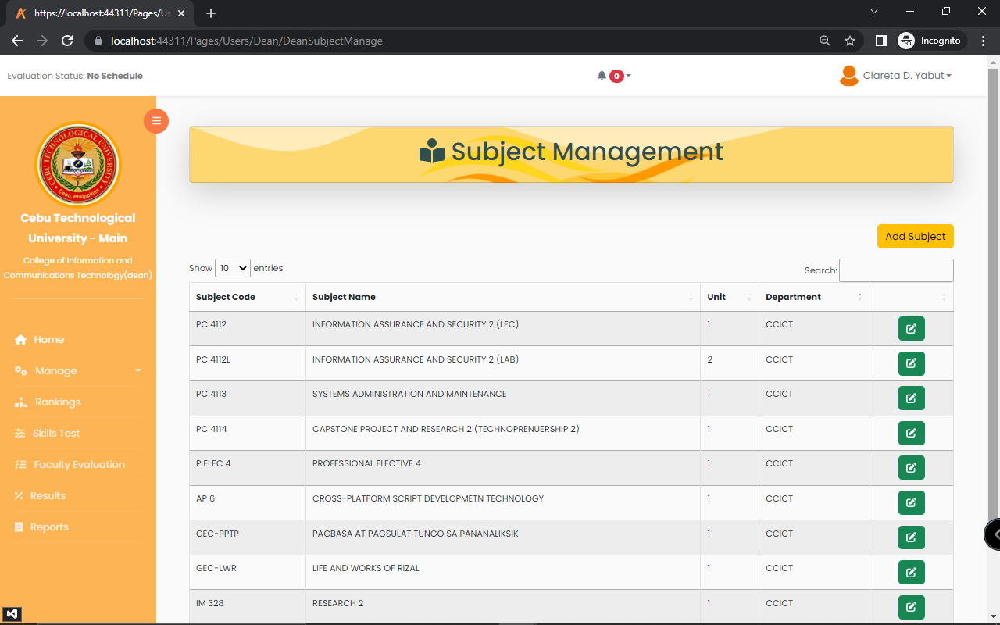 https://localhost:44311/Pages/Us
localhost:44311/Pages/Users/Dean/DeanSubjectManage
Incognito
Evaluation Status: No Schedule
0
Clareta D. Yabut
CEBU TECHNOLOGICAL UNIVERSITY
Cebu, Philippines
Cebu Technological
University - Main
College of Information and
Communications Technology(dean)
Home
Manage
Rankings
Skills Test
Faculty Evaluation
Results
Reports
Subject Management
Add Subject
Show 10 entries
Search:
Subject Code Subject Name Unit Department
PC 4112 INFORMATION ASSURANCE AND SECURITY 2 (LEC) 1 CCICT
PC 4112L INFORMATION ASSURANCE AND SECURITY 2 (LAB) 2 CCICT
PC 4113 SYSTEMS ADMINISTRATION AND MAINTENANCE 1 CCICT
PC 4114 CAPSTONE PROJECT AND RESEARCH 2 (TECHNOPRENUERSHIP 2) 1 CCICT
P ELEC 4 PROFESSIONAL ELECTIVE 4 1 CCICT
AP 6 CROSS-PLATFORM SCRIPT DEVELOPMETN TECHNOLOGY 1 CCICT
GEC-PPTP PAGBASA AT PAGSULAT TUNGO SA PANANALIKSIK 1 CCICT
GEC-LWR LIFE AND WORKS OF RIZAL 1 CCICT
IM 328 RESEARCH 2 1 CCICT